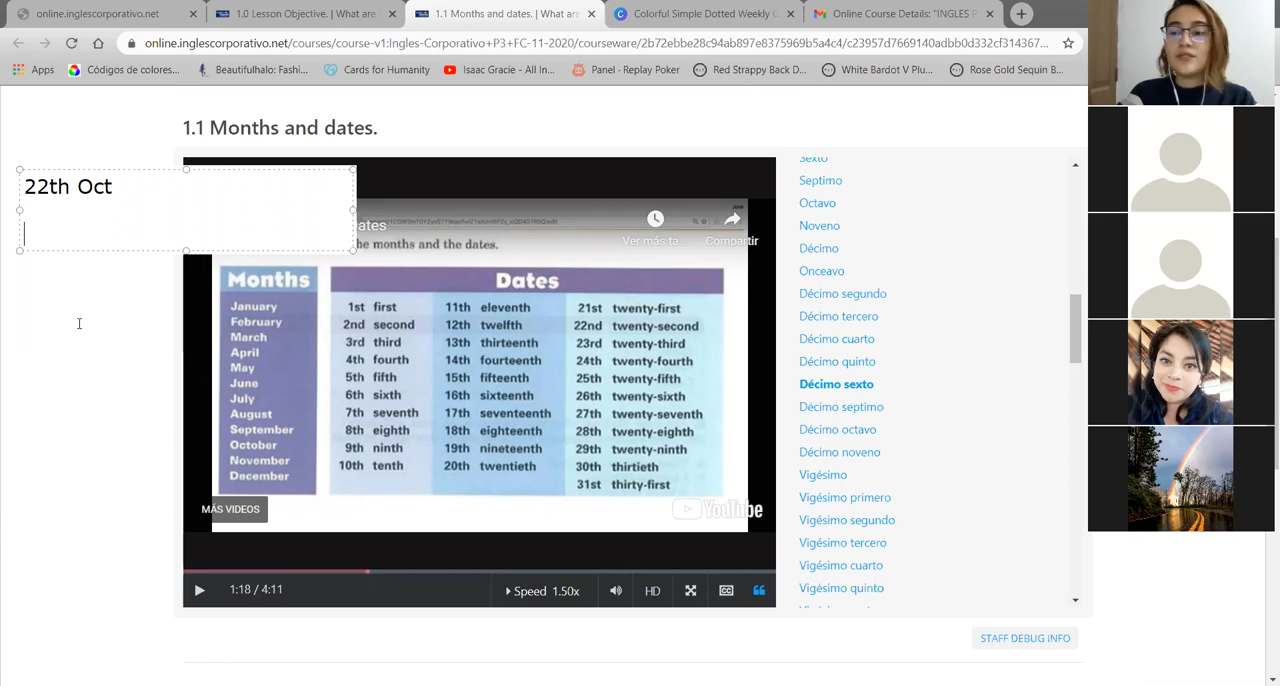 online.inglescorporativo.net
1.0 Lesson Objective. | What are
1.1 Months and dates. | What are
Colorful Simple Dotted Weekly C
Online Course Details: "INGLES P
online.inglescorporativo.net/courses/course-v1:Ingles-Corporativo+P3+FC-11-2020/courseware/2b72ebbe28c94ab897e8375969b5a4c4/c23957d7669140adbb0d332cf314367...
Apps
Códigos de colores...
Beautifulhalo: Fashi...
Cards for Humanity
Isaac Gracie - All In...
Panel · Replay Poker
Red Strappy Back D...
White Bardot V Plu...
Rose Gold Sequin B...
1.1 Months and dates.
22th Oct
ates
Ver más ta...
Compartir
he months and the dates.
Months
January
February
March
April
May
June
July
August
September
October
November
December
Dates
1st first
2nd second
3rd third
4th fourth
5th fifth
6th sixth
7th seventh
8th eighth
9th ninth
10th tenth
11th eleventh
12th twelfth
13th thirteenth
14th fourteenth
15th fifteenth
16th sixteenth
17th seventeenth
18th eighteenth
19th nineteenth
20th twentieth
21st twenty-first
22nd twenty-second
23rd twenty-third
24th twenty-fourth
25th twenty-fifth
26th twenty-sixth
27th twenty-seventh
28th twenty-eighth
29th twenty-ninth
30th thirtieth
31st thirty-first
MÁS VIDEOS
YouTube
1:18 / 4:11
Speed 1.50x
HD
CC
Sexto
Septimo
Octavo
Noveno
Décimo
Onceavo
Décimo segundo
Décimo tercero
Décimo cuarto
Décimo quinto
Décimo sexto
Décimo septimo
Décimo octavo
Décimo noveno
Vigésimo
Vigésimo primero
Vigésimo segundo
Vigésimo tercero
Vigésimo cuarto
Vigésimo quinto
STAFF DEBUG INFO